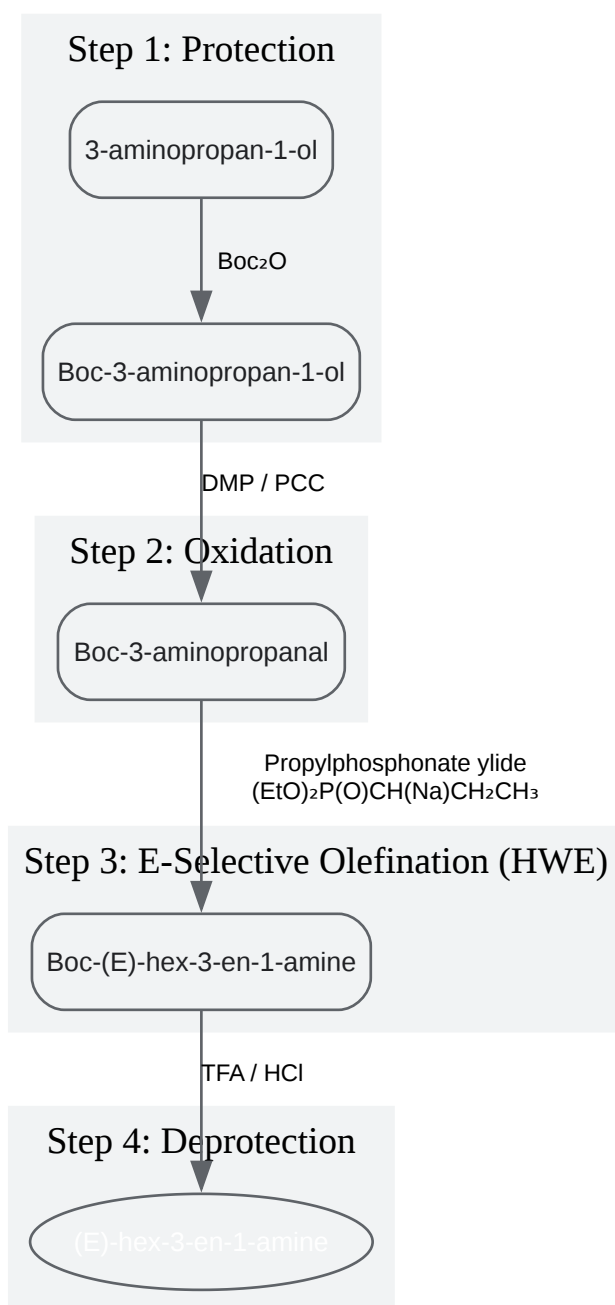 Step 1: Protection
3-aminopropan-1-ol
Boc₂O
Boc-3-aminopropan-1-ol
DMP / PCC
Step 2: Oxidation
Boc-3-aminopropanal
Propylphosphonate ylide
(EtO)₂P(O)CH(Na)CH₂CH₃
Step 3: E-Selective Olefination (HWE)
Boc-(E)-hex-3-en-1-amine
TFA / HCl
Step 4: Deprotection
(E)-hex-3-en-1-amine